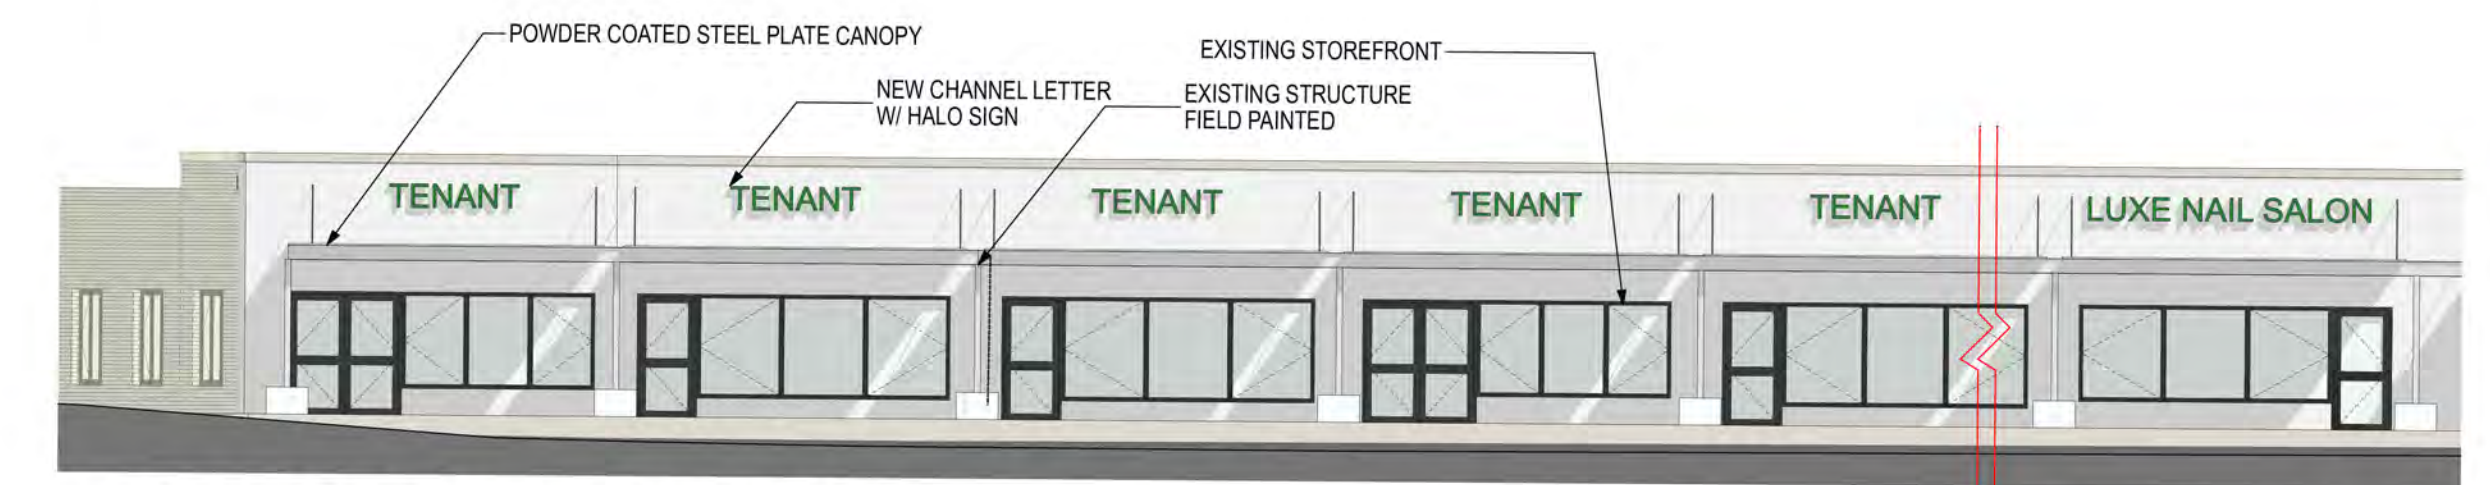 POWDER COATED STEEL PLATE CANOPY
EXISTING STOREFRONT
NEW CHANNEL LETTER
W/ HALO SIGN
EXISTING STRUCTURE
FIELD PAINTED
TENANT
TENANT
TENANT
TENANT
TENANT
LUXE NAIL SALON